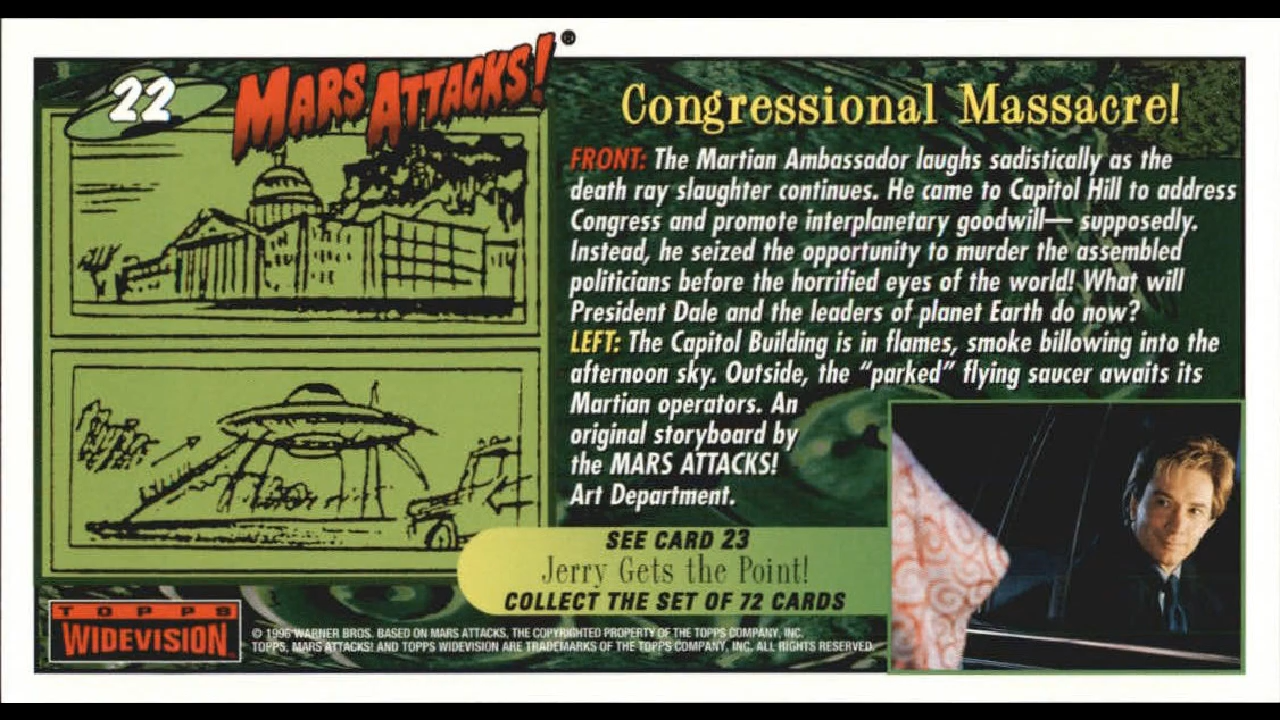 22
MARS ATTACKS!®
Congressional Massacre!
FRONT: The Martian Ambassador laughs sadistically as the
death ray slaughter continues. He came to Capitol Hill to address
Congress and promote interplanetary goodwill— supposedly.
Instead, he seized the opportunity to murder the assembled
politicians before the horrified eyes of the world! What will
President Dale and the leaders of planet Earth do now?
LEFT: The Capitol Building is in flames, smoke billowing into the
afternoon sky. Outside, the “parked” flying saucer awaits its
Martian operators. An
original storyboard by
the MARS ATTACKS!
Art Department.
SEE CARD 23
Jerry Gets the Point!
COLLECT THE SET OF 72 CARDS
TOPPS
WIDEVISION
© 1996 WARNER BROS. BASED ON MARS ATTACKS, THE COPYRIGHTED PROPERTY OF THE TOPPS COMPANY, INC.
TOPPS, MARS ATTACKS! AND TOPPS WIDEVISION ARE TRADEMARKS OF THE TOPPS COMPANY, INC. ALL RIGHTS RESERVED.